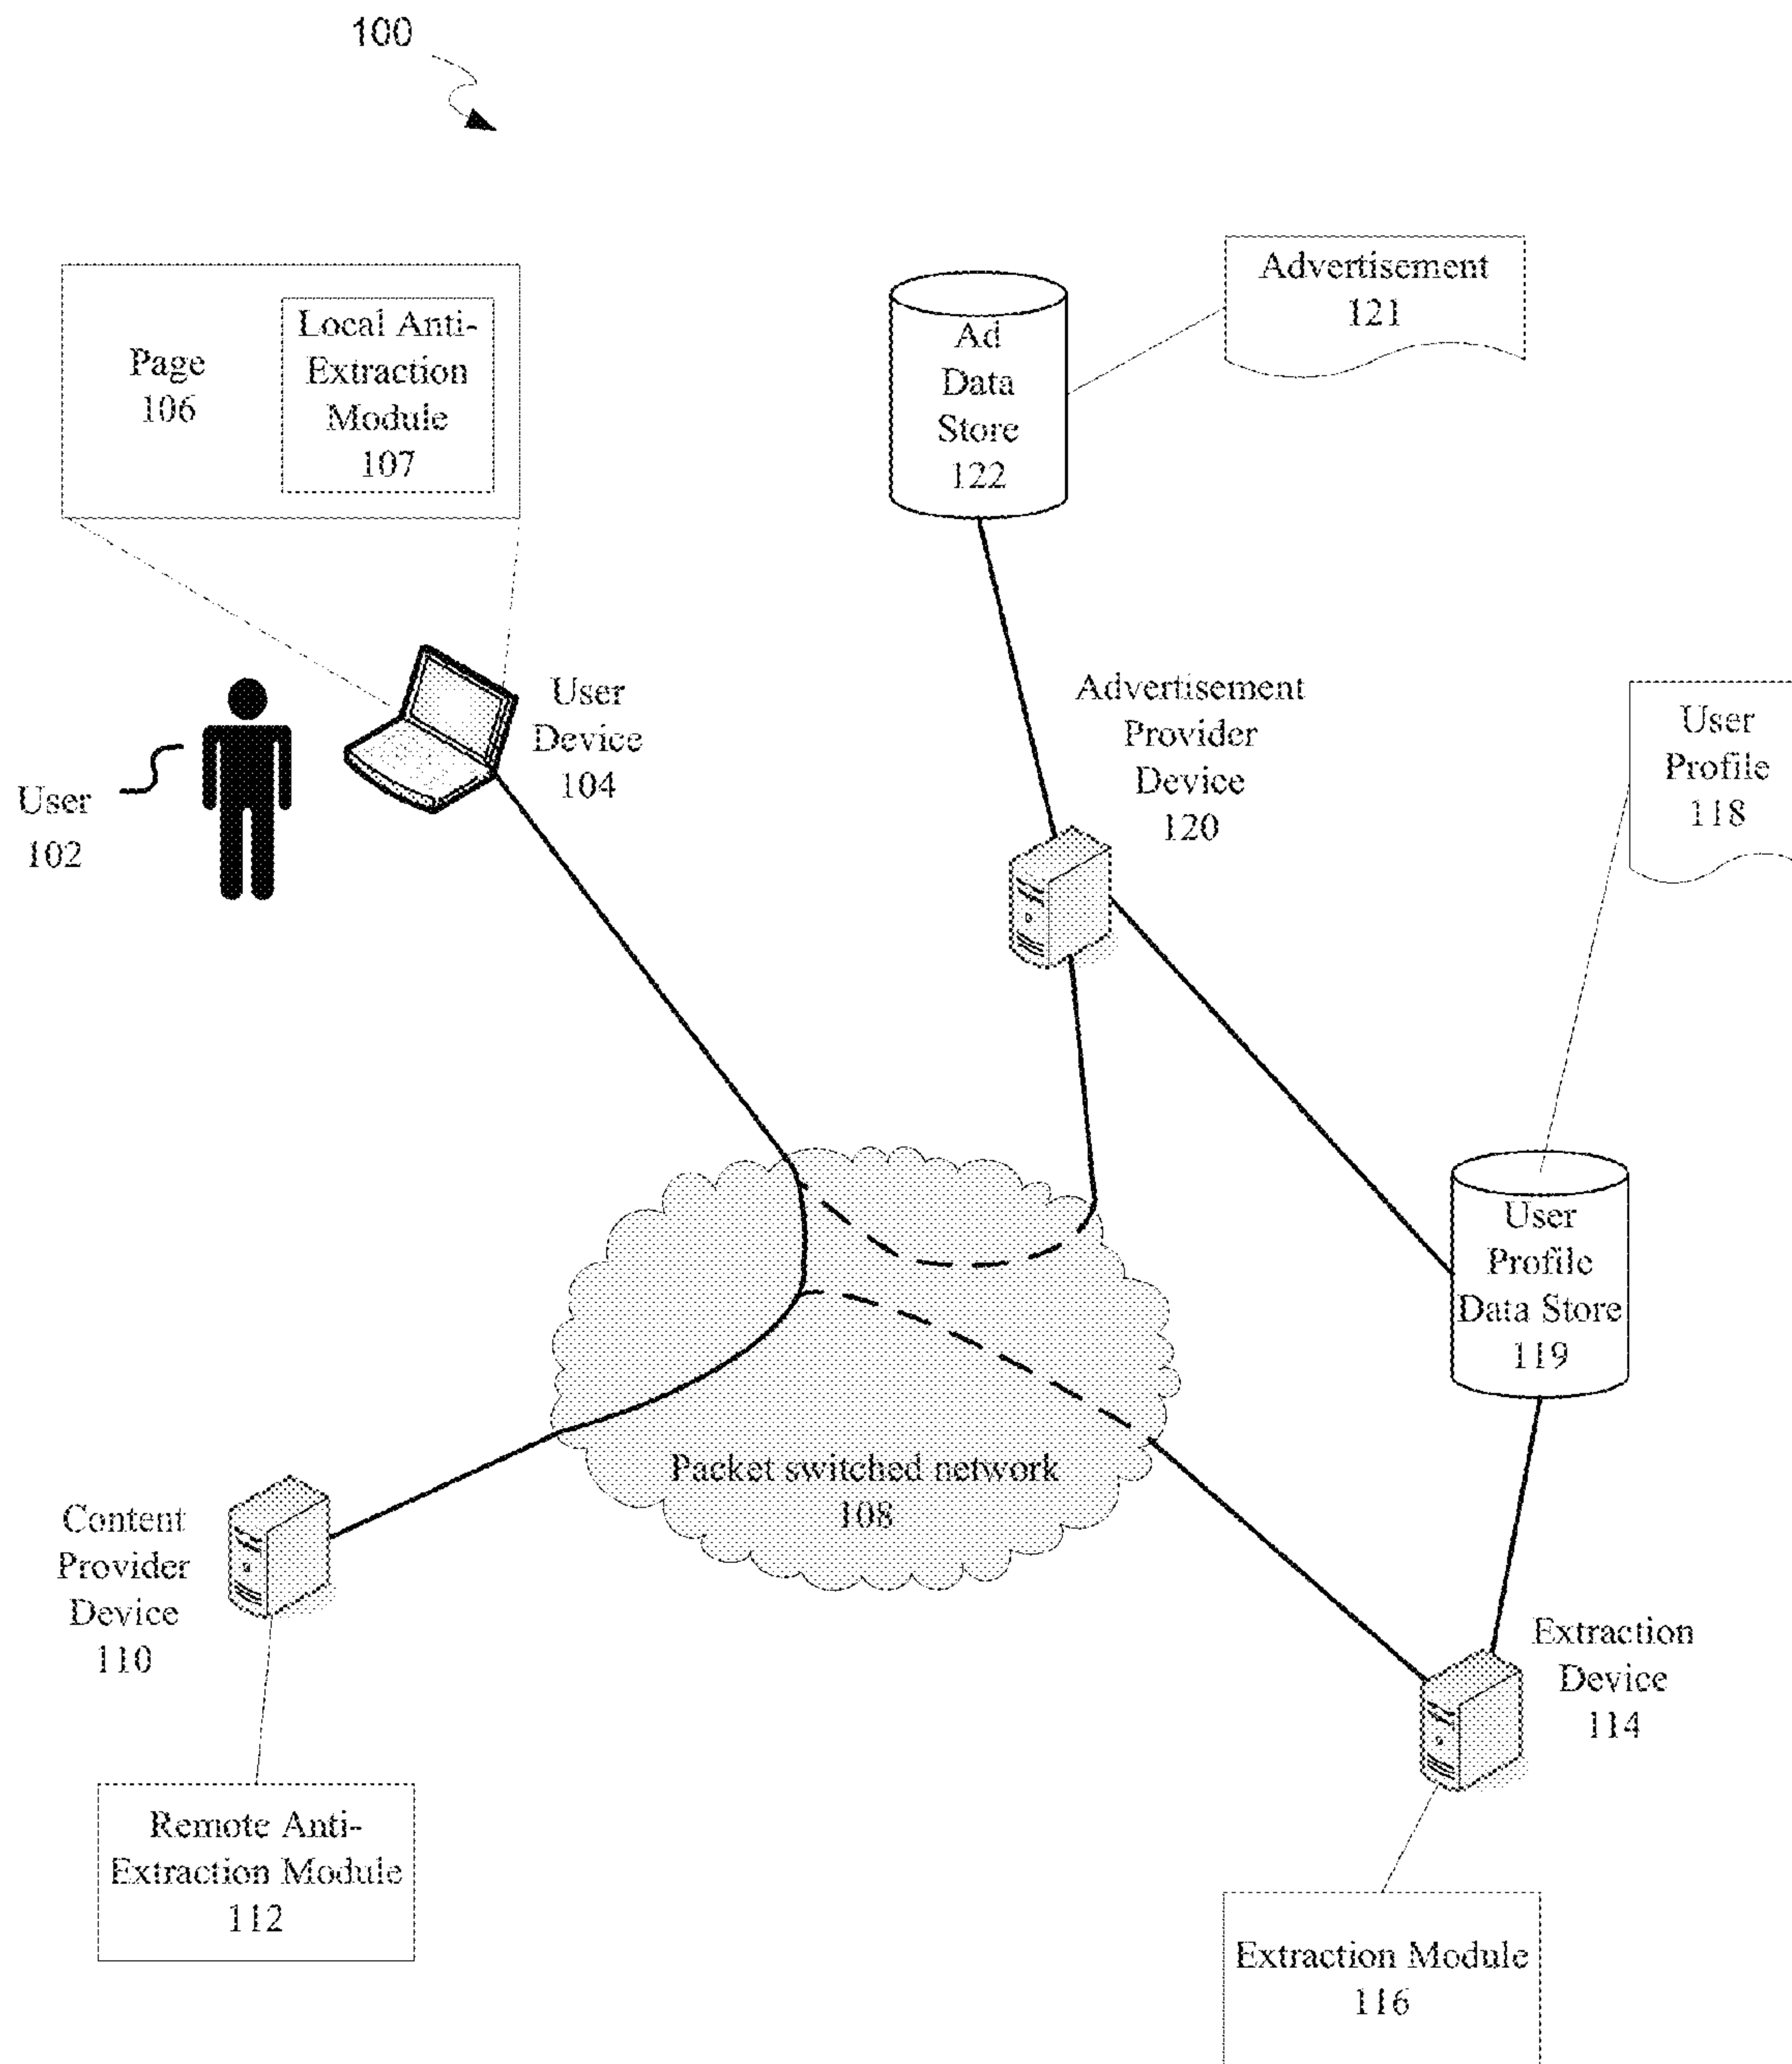 100
Page
106
Local Anti-
Extraction
Module
107
Ad
Data
Store
122
Advertisement
121
User
102
User
Device
104
Advertisement
Provider
Device
120
User
Profile
118
User
Profile
Data Store
119
Packet switched network
108
Content
Provider
Device
110
Remote Anti-
Extraction Module
112
Extraction
Device
114
Extraction Module
116